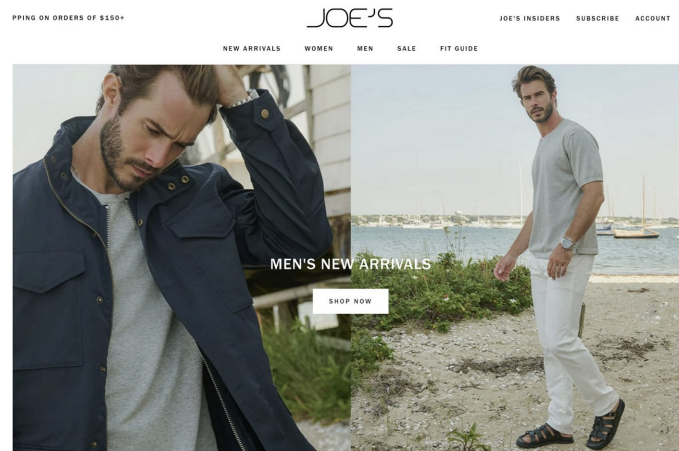 PPING ON ORDERS OF $150+
JOE'S
JOE'S INSIDERS SUBSCRIBE ACCOUNT
NEW ARRIVALS WOMEN MEN SALE FIT GUIDE
MEN'S NEW ARRIVALS
SHOP NOW